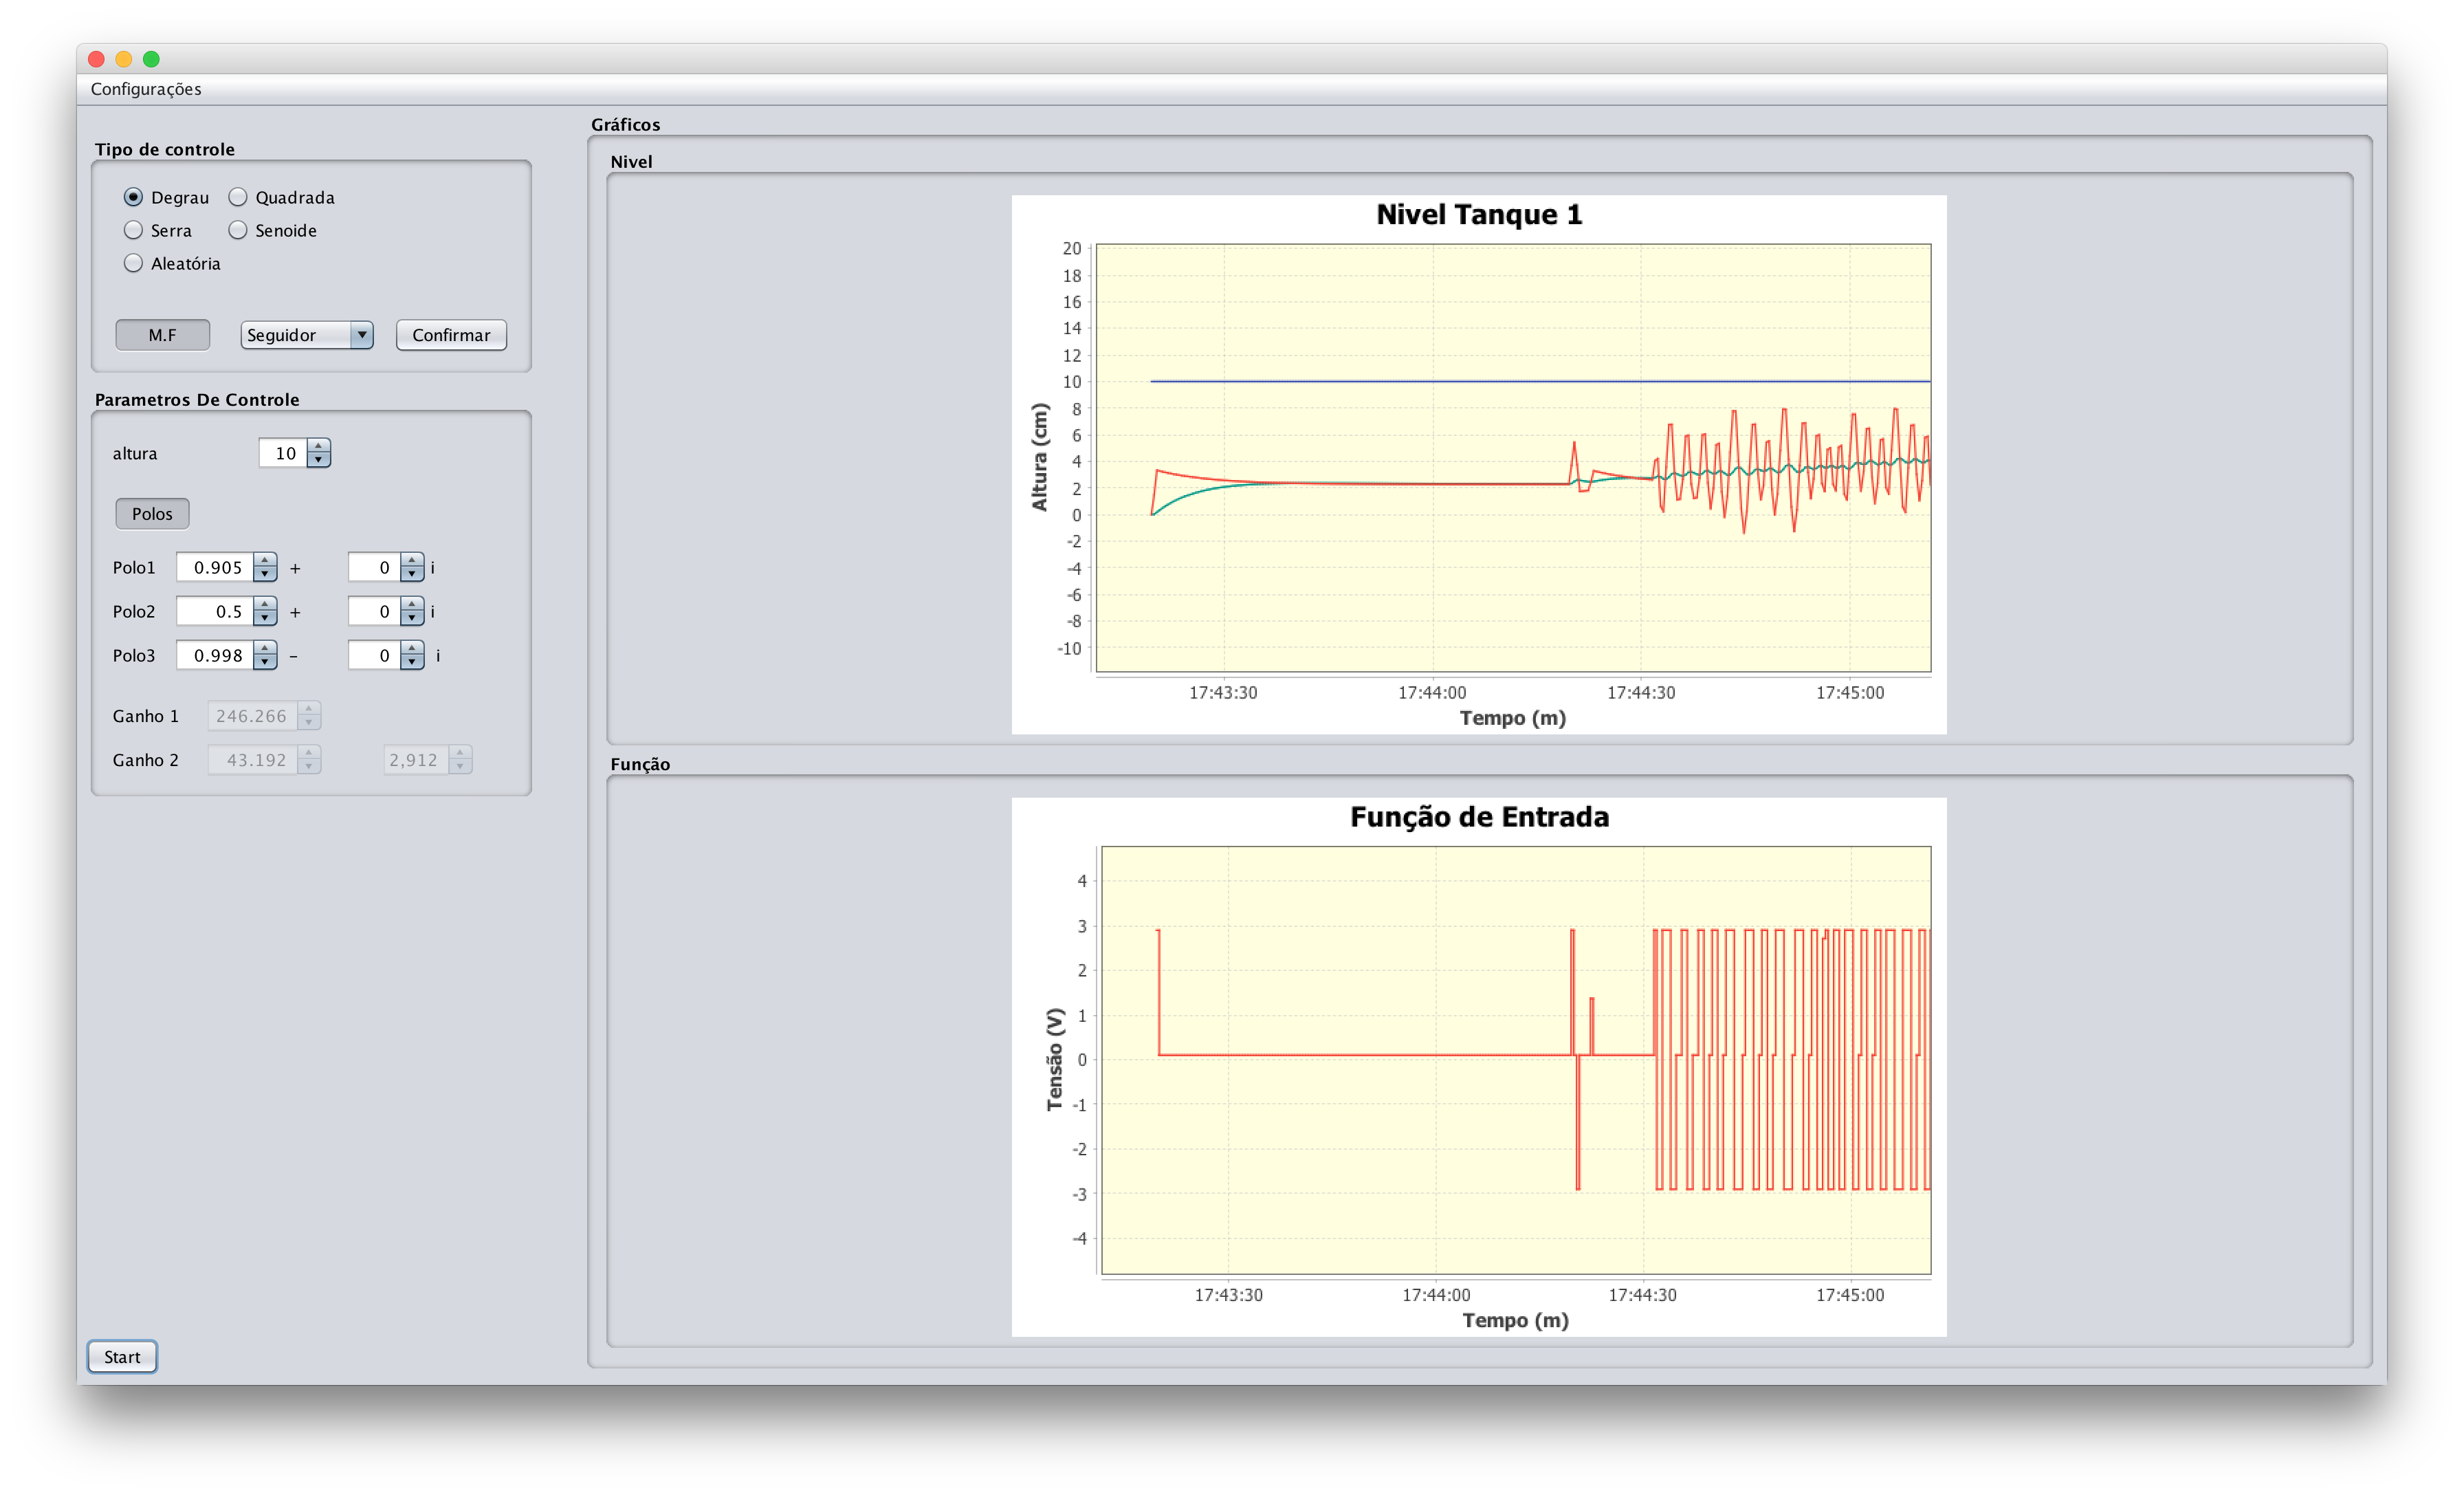 Configurações
Tipo de controle
Degrau Quadrada
Serra Senoide
Aleatória
M.F Seguidor Confirmar
Parametros De Controle
altura 10
Polos
Polo1 0.905 + 0 i
Polo2 0.5 + 0 i
Polo3 0.998 - 0 i
Ganho 1 246.266
Ganho 2 43.192 2,912
Start
Gráficos
Nivel
Nivel Tanque 1
Altura (cm)
20
18
16
14
12
10
8
6
4
2
0
-2
-4
-6
-8
-10
17:43:30 17:44:00 17:44:30 17:45:00
Tempo (m)
Função
Função de Entrada
Tensão (V)
4
3
2
1
0
-1
-2
-3
-4
17:43:30 17:44:00 17:44:30 17:45:00
Tempo (m)